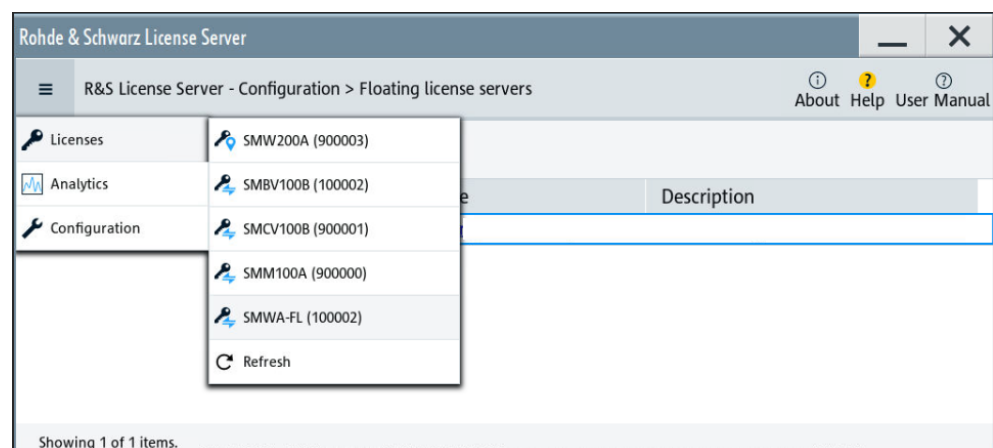 Rohde & Schwarz License Server
R&S License Server - Configuration > Floating license servers
About Help User Manual
Licenses
Analytics
Configuration
SMW200A (900003)
SMBV100B (100002)
SMCV100B (900001)
SMM100A (900000)
SMWA-FL (100002)
Refresh
Description
Showing 1 of 1 items.